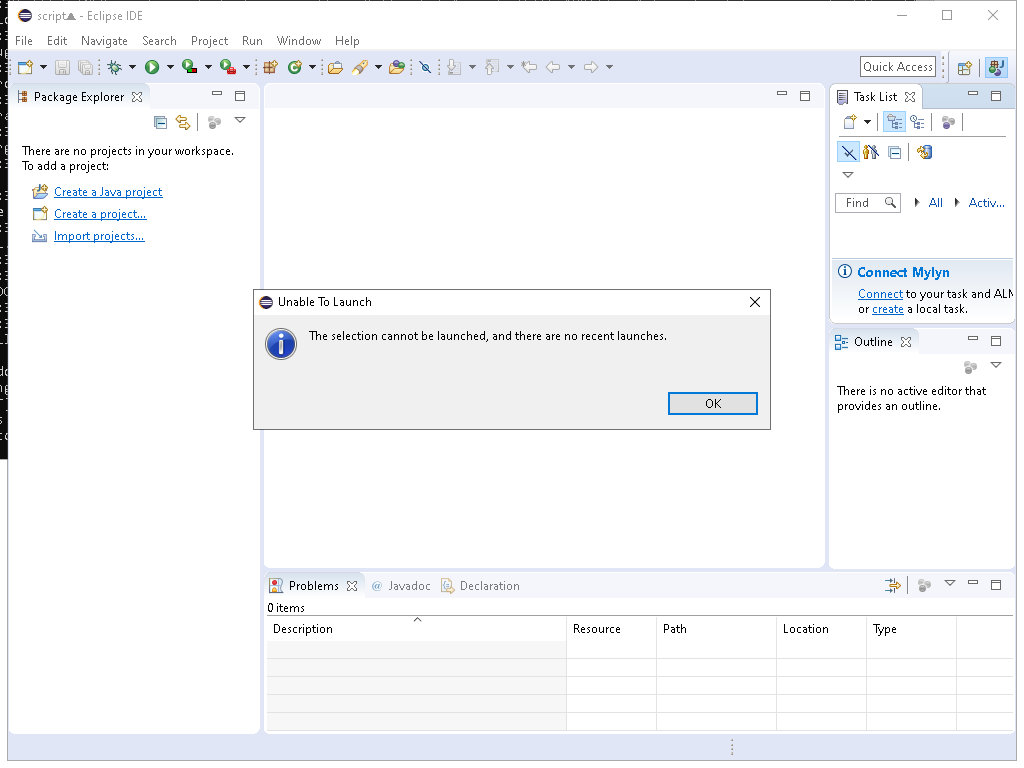 script▲ - Eclipse IDE
File Edit Navigate Search Project Run Window Help
Quick Access
Package Explorer
There are no projects in your workspace.
To add a project:
Create a Java project
Create a project...
Import projects...
Task List
Find All Activ...
Connect Mylyn
Connect to your task and ALM
or create a local task.
Outline
There is no active editor that
provides an outline.
Unable To Launch
The selection cannot be launched, and there are no recent launches.
OK
Problems @ Javadoc Declaration
0 items
Description Resource Path Location Type